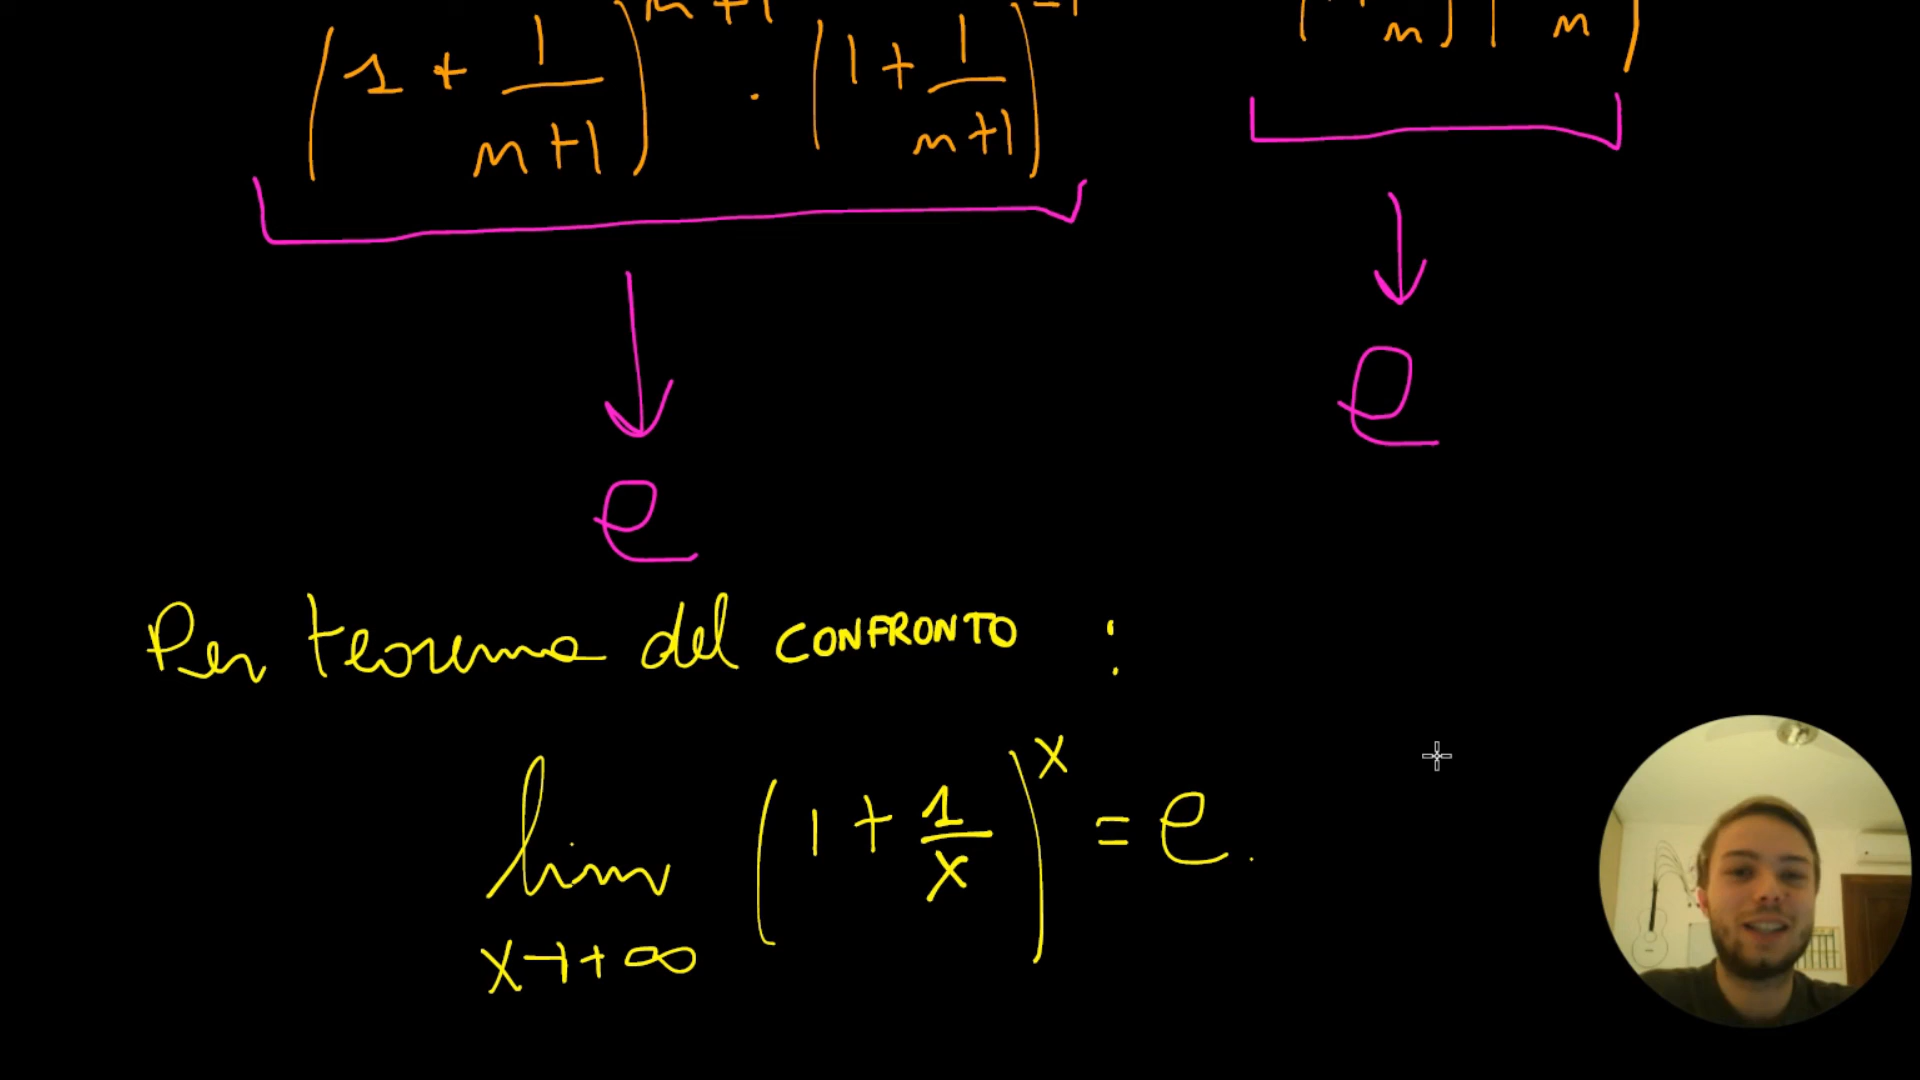 (1 + 1/(n+1))^(n+1) · (1 + 1/(n+1))^(-1)
n n
e
e
Per teorema del CONFRONTO :
lim x→+∞ (1 + 1/x)^x = e.